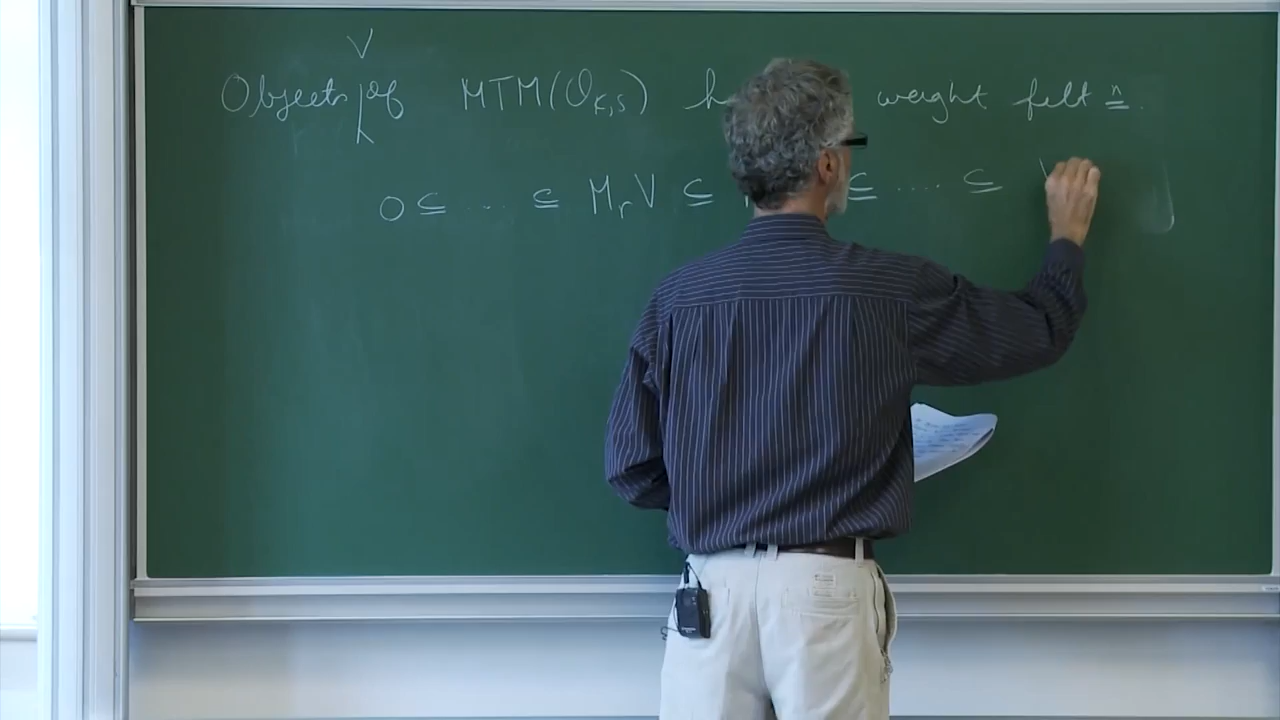 V
Objects of MTM(O_{K,S}) h weight filt n.
0 ⊆ ... ⊆ M_r V ⊆ ⊆ .... ⊆